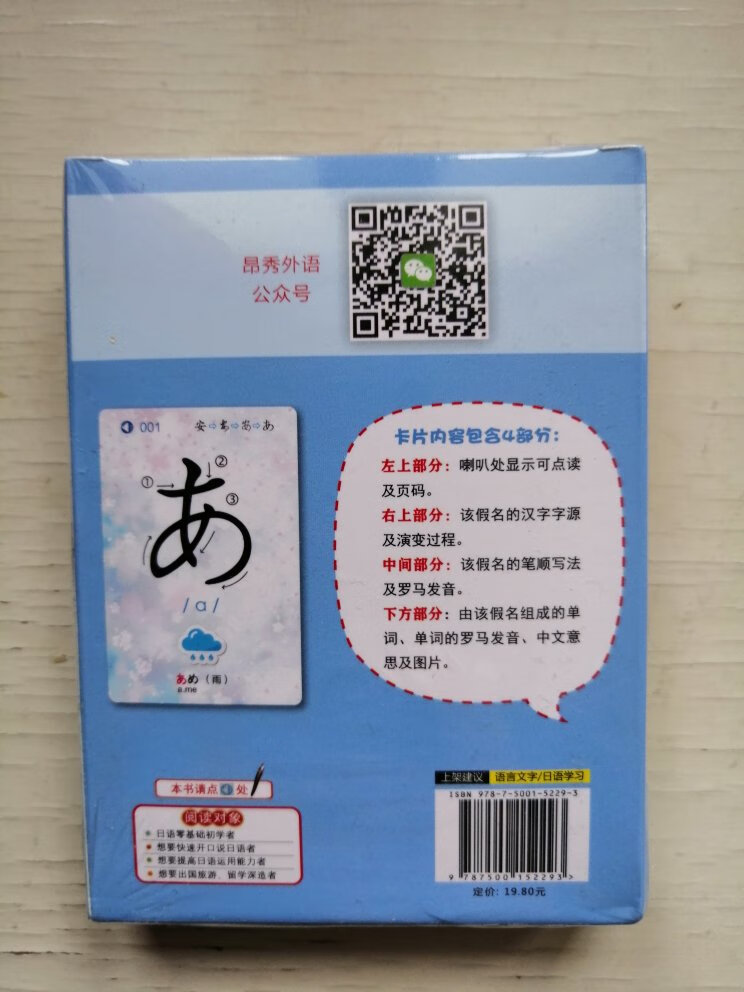 昂秀外语
公众号
001 安⇨㚢⇨あ⇨あ
① ②
③
あ
/a/
あめ（雨）
a.me
卡片内容包含4部分：
左上部分：喇叭处显示可点读
及页码。
右上部分：该假名的汉字字源
及演变过程。
中间部分：该假名的笔顺写法
及罗马发音。
下方部分：由该假名组成的单
词、单词的罗马发音、中文意
思及图片。
本书请点 处
阅读对象
日语零基础初学者
想要快速开口说日语者
想要提高日语运用能力者
想要出国旅游、留学深造者
上架建议 语言文字/日语学习
ISBN 978-7-5001-5229-3
9 787500 152293>
定价：19.80元